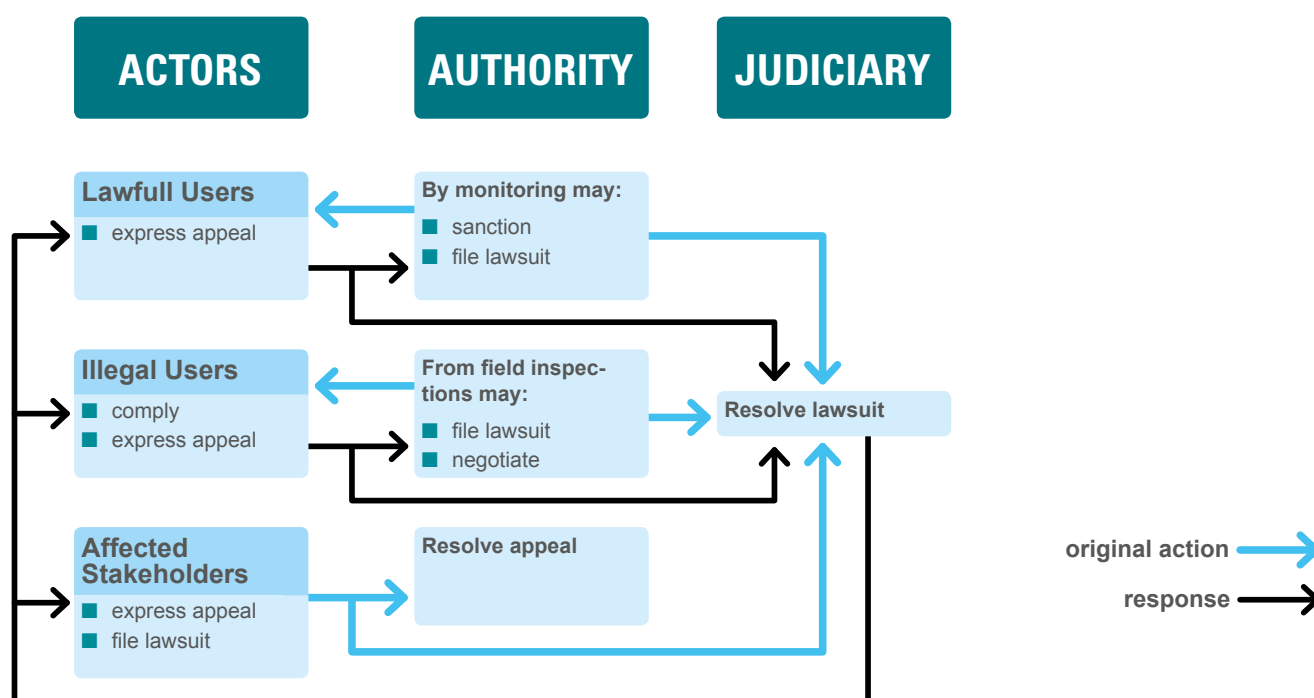 ACTORS
AUTHORITY
JUDICIARY
Lawfull Users
express appeal
By monitoring may:
sanction
file lawsuit
Illegal Users
comply
express appeal
From field inspec-
tions may:
file lawsuit
negotiate
Resolve lawsuit
Affected
Stakeholders
express appeal
file lawsuit
Resolve appeal
original action
response